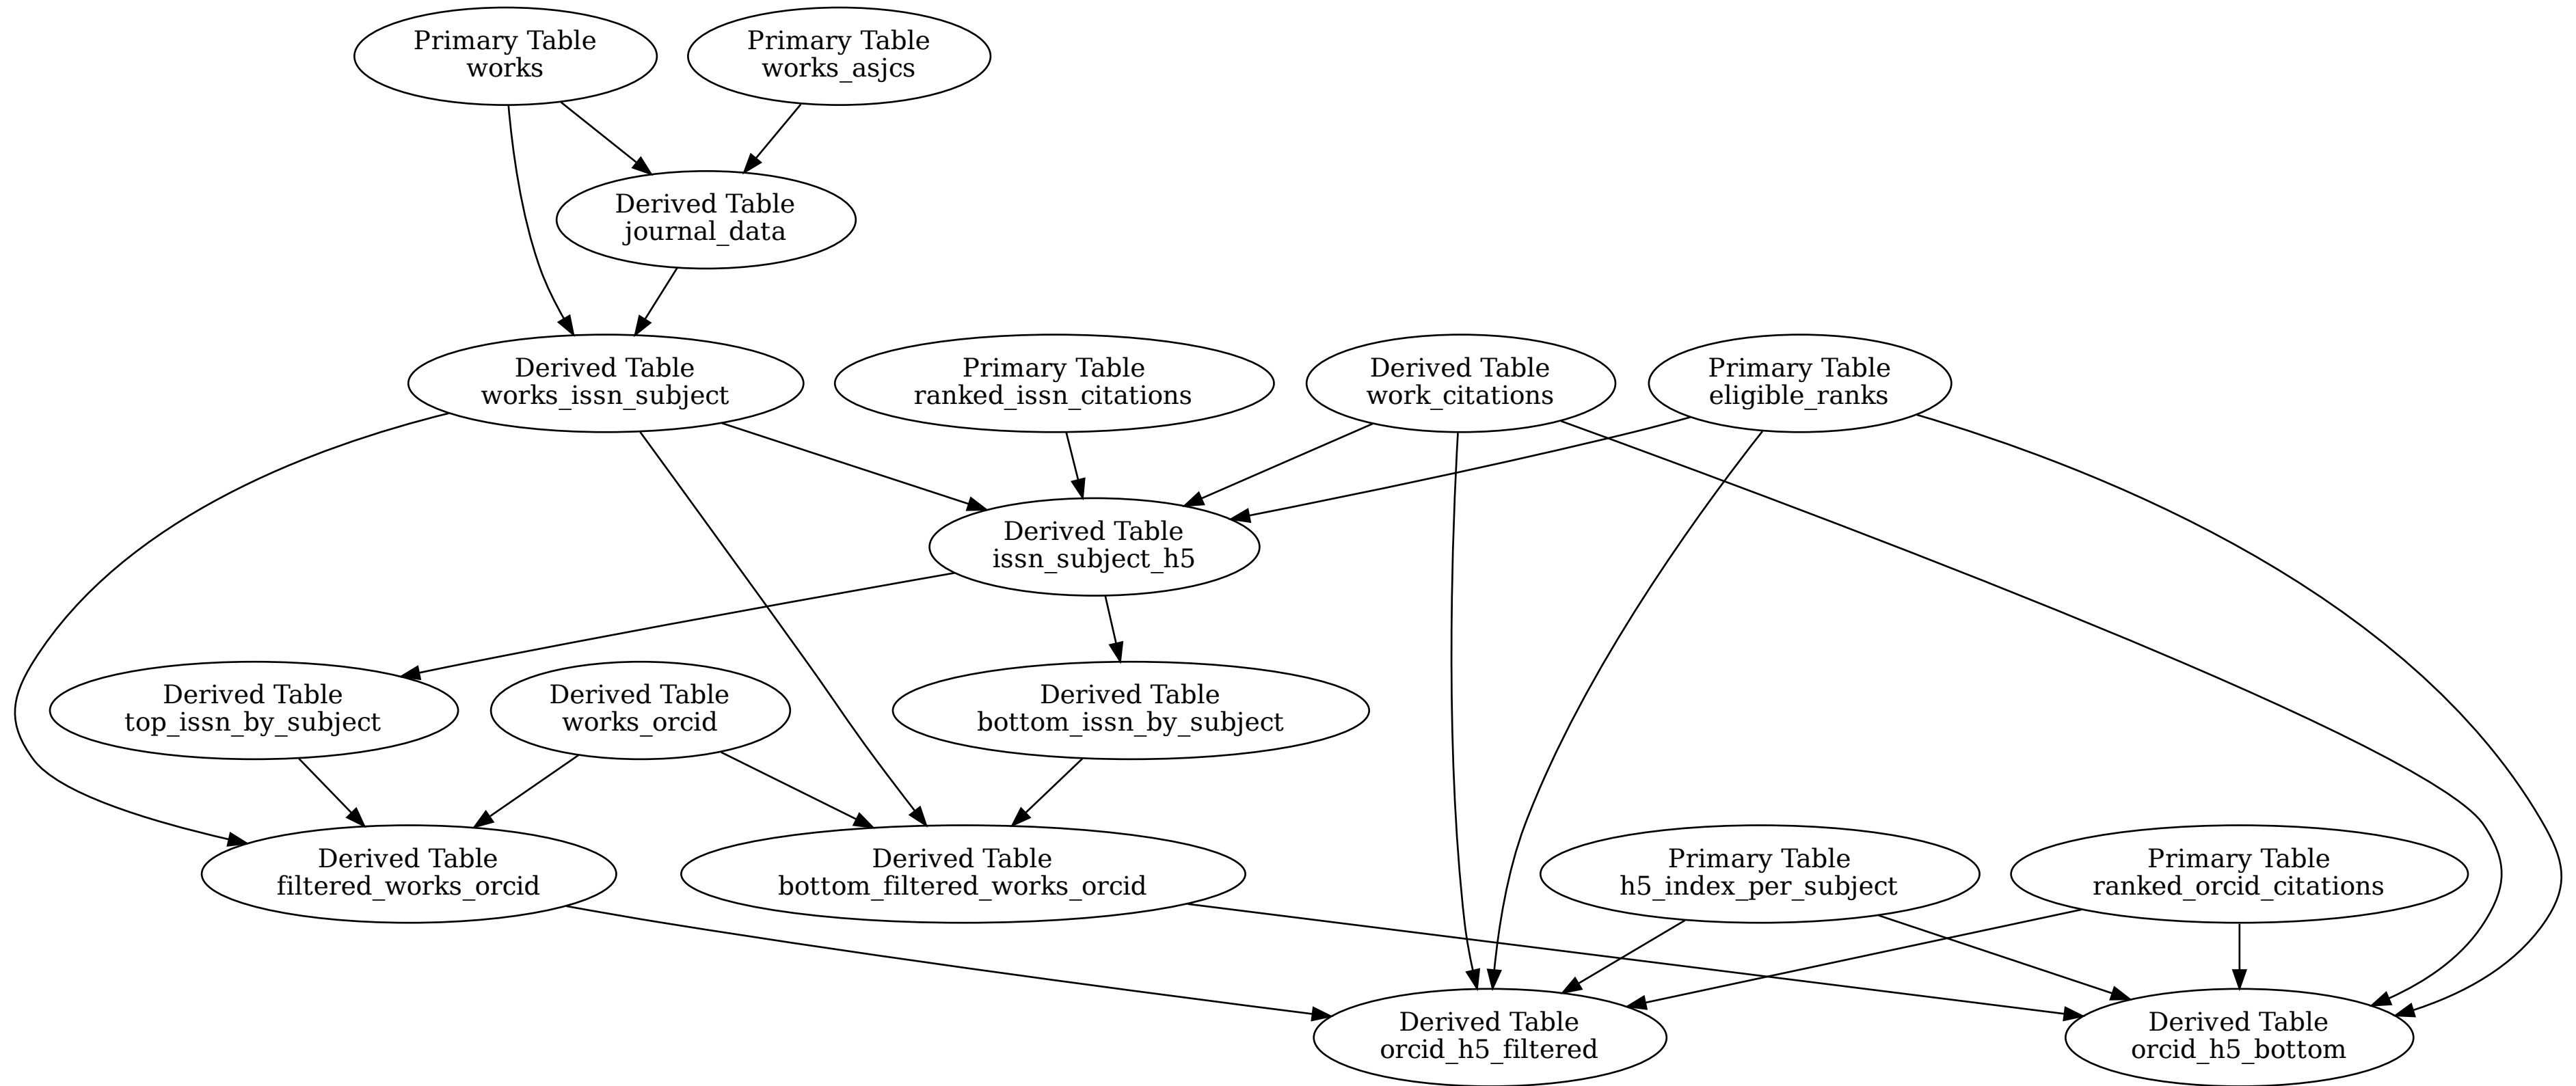 Primary Table
works
Primary Table
works_asjcs
Derived Table
journal_data
Derived Table
works_issn_subject
Primary Table
ranked_issn_citations
Derived Table
work_citations
Primary Table
eligible_ranks
Derived Table
issn_subject_h5
Derived Table
top_issn_by_subject
Derived Table
works_orcid
Derived Table
bottom_issn_by_subject
Derived Table
filtered_works_orcid
Derived Table
bottom_filtered_works_orcid
Primary Table
h5_index_per_subject
Primary Table
ranked_orcid_citations
Derived Table
orcid_h5_filtered
Derived Table
orcid_h5_bottom